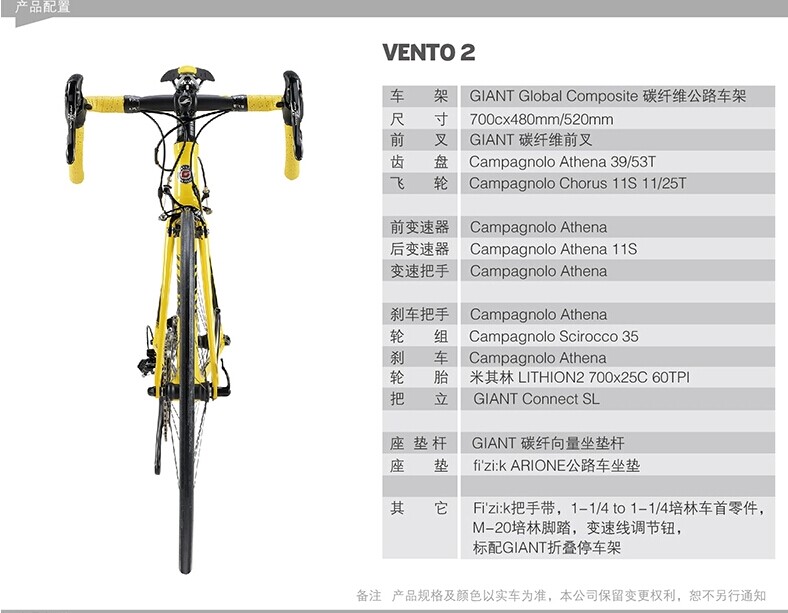 产品配置
VENTO 2
车 架 GIANT Global Composite 碳纤维公路车架
尺 寸 700cx480mm/520mm
前 叉 GIANT 碳纤维前叉
齿 盘 Campagnolo Athena 39/53T
飞 轮 Campagnolo Chorus 11S 11/25T
前变速器 Campagnolo Athena
后变速器 Campagnolo Athena 11S
变速把手 Campagnolo Athena
刹车把手 Campagnolo Athena
轮 组 Campagnolo Scirocco 35
刹 车 Campagnolo Athena
轮 胎 米其林 LITHION2 700x25C 60TPI
把 立 GIANT Connect SL
座 垫 杆 GIANT 碳纤向量坐垫杆
座 垫 fi'zi:k ARIONE公路车坐垫
其 它 Fi'zi:k把手带，1-1/4 to 1-1/4培林车首零件，
M-20培林脚踏，变速线调节钮，
标配GIANT折叠停车架
备注 产品规格及颜色以实车为准，本公司保留变更权利，恕不另行通知